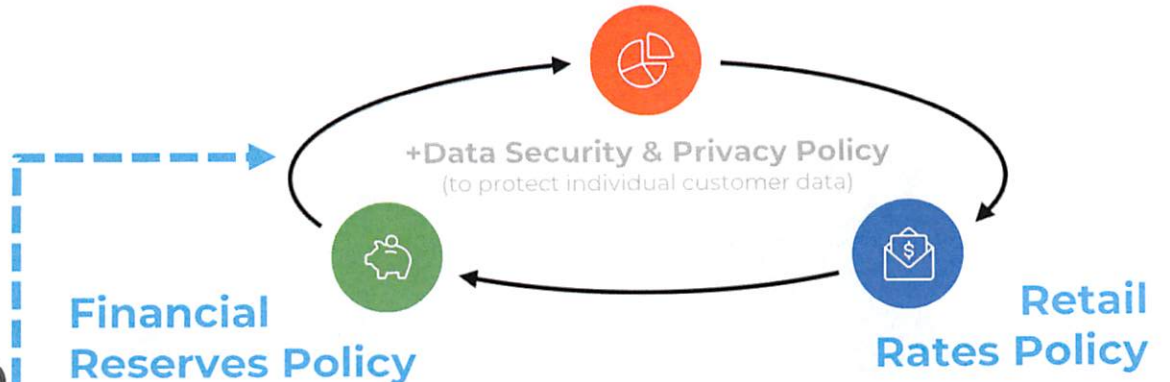 +Data Security & Privacy Policy
(to protect individual customer data)
$
Financial
Reserves Policy
Retail
Rates Policy